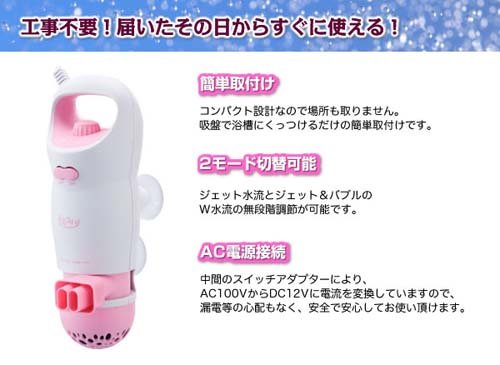 工事不要！届いたその日からすぐに使える！
簡単取付け
コンパクト設計なので場所も取りません。
吸盤で浴槽にくっつけるだけの簡単取付けです。
2モード切替可能
ジェット水流とジェット＆バブルの
W水流の無段階調節が可能です。
AC電源接続
中間のスイッチアダプターにより、
AC100VからDC12Vに電流を変換していますので、
漏電等の心配もなく、安全で安心してお使い頂けます。